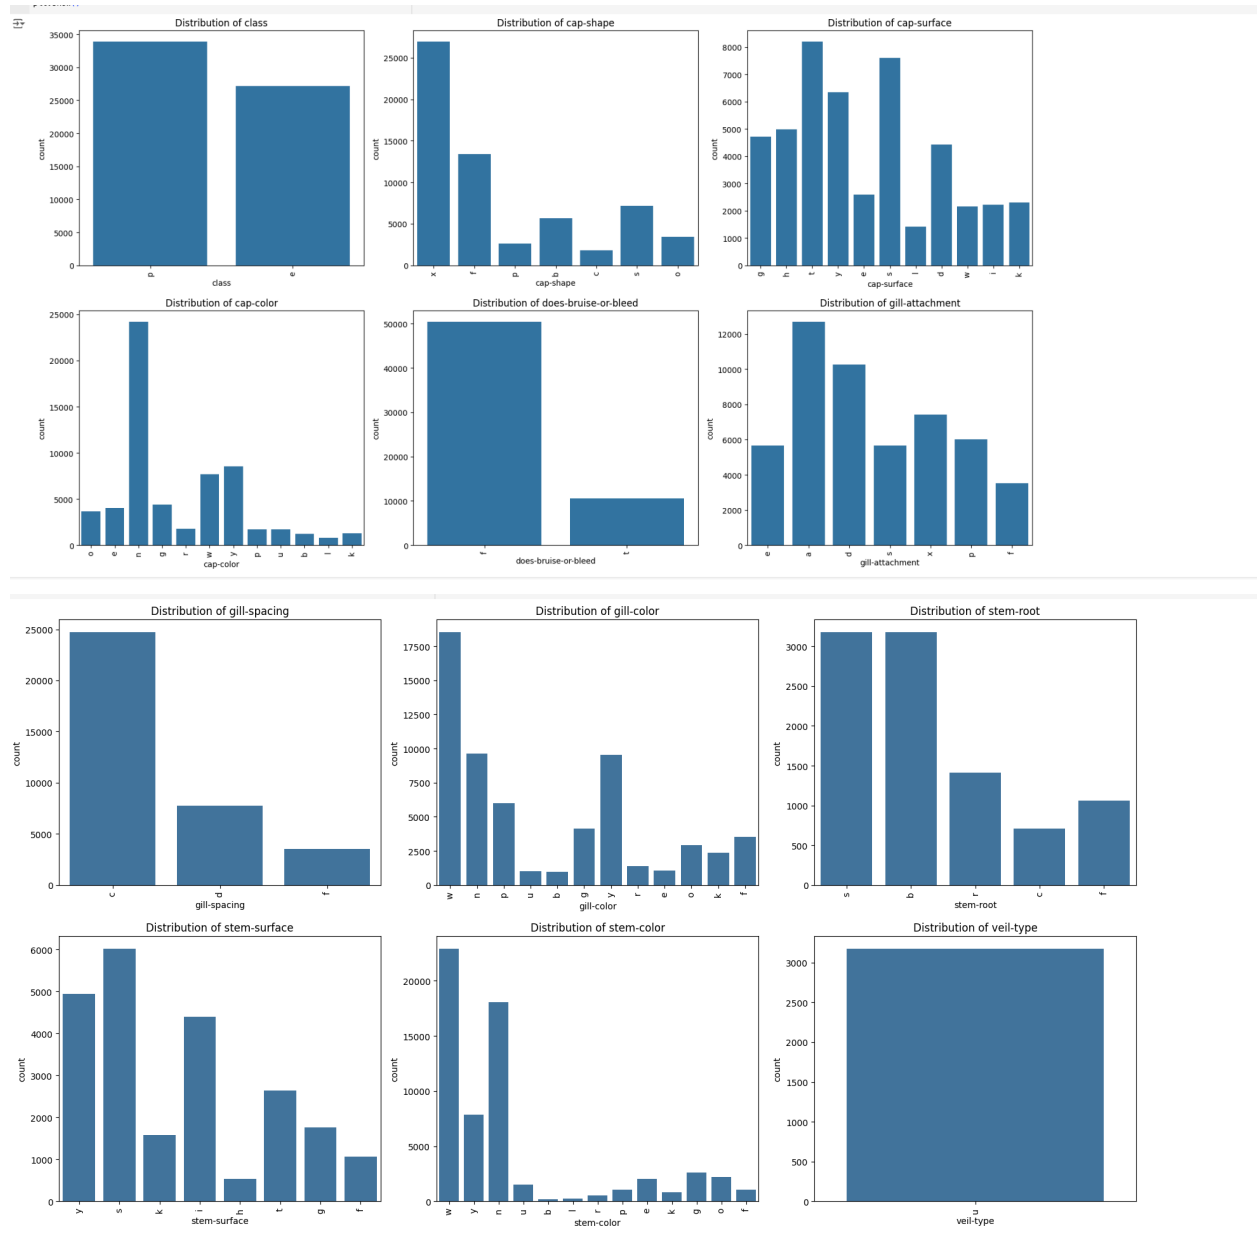 Distribution of class
35000
30000
25000
20000
15000
10000
5000
0
count
p
e
class
Distribution of cap-shape
25000
20000
15000
10000
5000
0
count
x
f
p
b
c
s
o
cap-shape
Distribution of cap-surface
8000
7000
6000
5000
4000
3000
2000
1000
0
count
g
h
t
y
e
s
l
d
w
i
k
cap-surface
Distribution of cap-color
25000
20000
15000
10000
5000
0
count
o
e
n
g
r
w
y
p
u
b
l
k
cap-color
Distribution of does-bruise-or-bleed
50000
40000
30000
20000
10000
0
count
f
t
does-bruise-or-bleed
Distribution of gill-attachment
12000
10000
8000
6000
4000
2000
0
count
e
a
d
s
x
p
f
gill-attachment
Distribution of gill-spacing
25000
20000
15000
10000
5000
0
count
c
d
f
gill-spacing
Distribution of gill-color
17500
15000
12500
10000
7500
5000
2500
0
count
w
n
p
u
b
g
y
r
e
o
k
f
gill-color
Distribution of stem-root
3000
2500
2000
1500
1000
500
0
count
s
b
r
c
f
stem-root
Distribution of stem-surface
6000
5000
4000
3000
2000
1000
0
count
y
s
k
i
h
t
g
f
stem-surface
Distribution of stem-color
20000
15000
10000
5000
0
count
w
y
n
u
b
l
r
p
e
k
g
o
f
stem-color
Distribution of veil-type
3000
2500
2000
1500
1000
500
0
count
u
veil-type